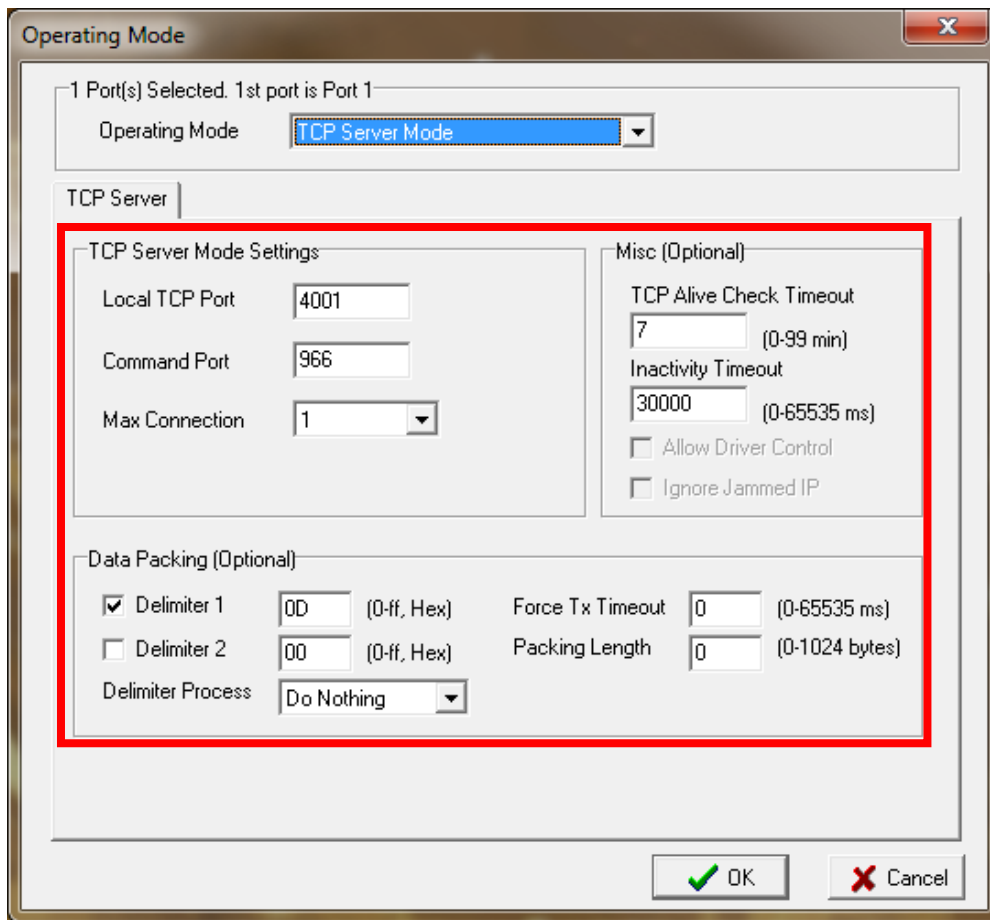 Operating Mode
1 Port(s) Selected. 1st port is Port 1
Operating Mode TCP Server Mode
TCP Server
TCP Server Mode Settings
Local TCP Port 4001
Command Port 966
Max Connection 1
Misc (Optional)
TCP Alive Check Timeout
7 (0-99 min)
Inactivity Timeout
30000 (0-65535 ms)
Allow Driver Control
Ignore Jammed IP
Data Packing (Optional)
Delimiter 1 0D (0-ff, Hex) Force Tx Timeout 0 (0-65535 ms)
Delimiter 2 00 (0-ff, Hex) Packing Length 0 (0-1024 bytes)
Delimiter Process Do Nothing
OK Cancel